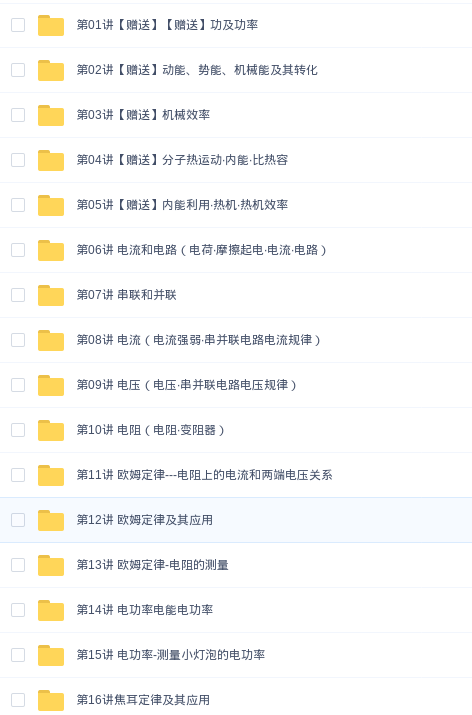 第01讲【赠送】【赠送】功及功率
第02讲【赠送】动能、势能、机械能及其转化
第03讲【赠送】机械效率
第04讲【赠送】分子热运动·内能·比热容
第05讲【赠送】内能利用·热机·热机效率
第06讲 电流和电路（电荷·摩擦起电·电流·电路）
第07讲 串联和并联
第08讲 电流（电流强弱·串并联电路电流规律）
第09讲 电压（电压·串并联电路电压规律）
第10讲 电阻（电阻·变阻器）
第11讲 欧姆定律---电阻上的电流和两端电压关系
第12讲 欧姆定律及其应用
第13讲 欧姆定律-电阻的测量
第14讲 电功率电能电功率
第15讲 电功率-测量小灯泡的电功率
第16讲焦耳定律及其应用